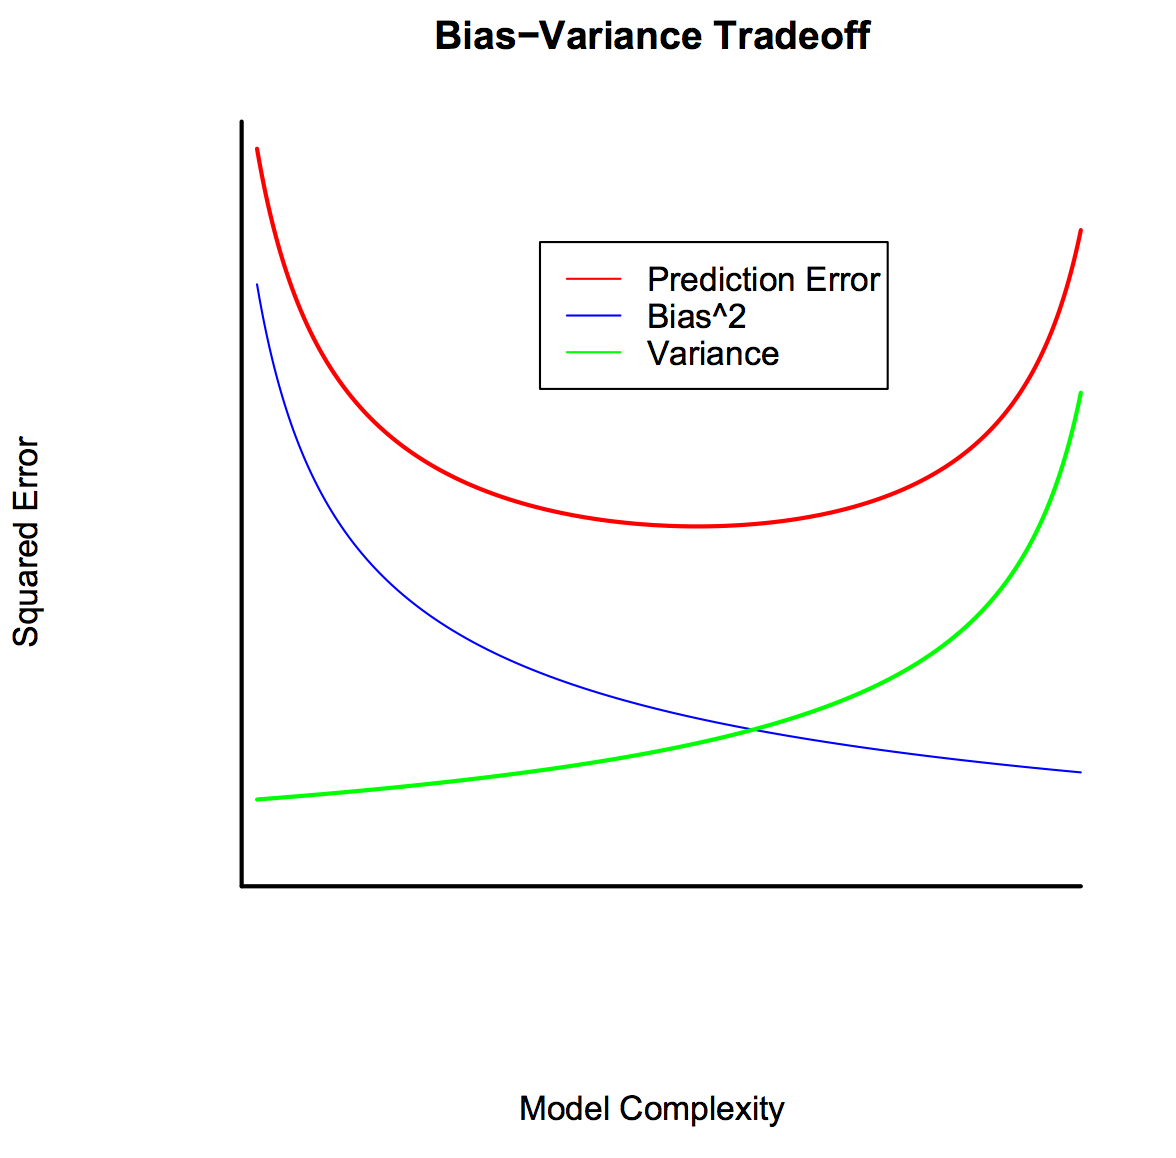 Bias−Variance Tradeoff
Prediction Error
Bias^2
Variance
Squared Error
Model Complexity